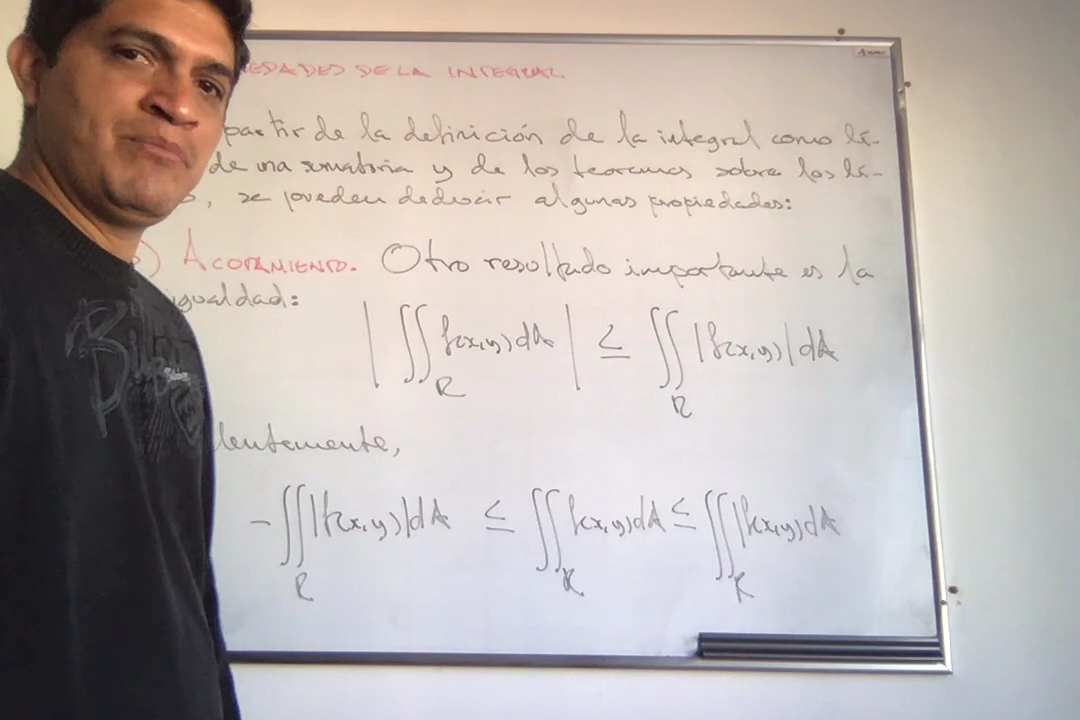 EDADES DE LA INTEGRAL
partir de la definición de la integral como lí-
de una sumatoria y de los teoremas sobre los lí-
, se pueden deducir algunas propiedades:
) ACOTAMIENTO. Otro resultado importante es la
igualdad:
| ∬_R f(x,y)dA | ≤ ∬_R |f(x,y)|dA
lentemente,
- ∬_R |f(x,y)|dA ≤ ∬_R f(x,y)dA ≤ ∬_R |f(x,y)|dA